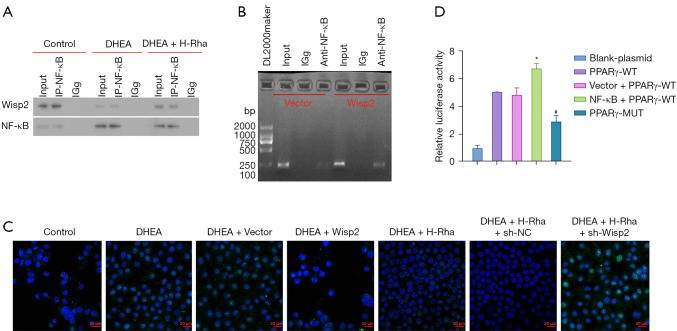 A
Control
DHEA
DHEA + H-Rha
Input
IP-NF-κB
IGg
Input
IP-NF-κB
IGg
Input
IP-NF-κB
IGg
Wisp2
NF-κB
B
DL2000maker
Input
IGg
Anti-NF-κB
Input
IGg
Anti-NF-κB
Vector
Wisp2
bp
2000
1000
750
500
250
100
D
Relative luciferase activity
8
6
4
2
0
*
#
Blank-plasmid
PPARγ-WT
Vector + PPARγ-WT
NF-κB + PPARγ-WT
PPARγ-MUT
C
Control
DHEA
DHEA + Vector
DHEA + Wisp2
DHEA + H-Rha
DHEA + H-Rha
+ sh-NC
DHEA + H-Rha
+ sh-Wisp2